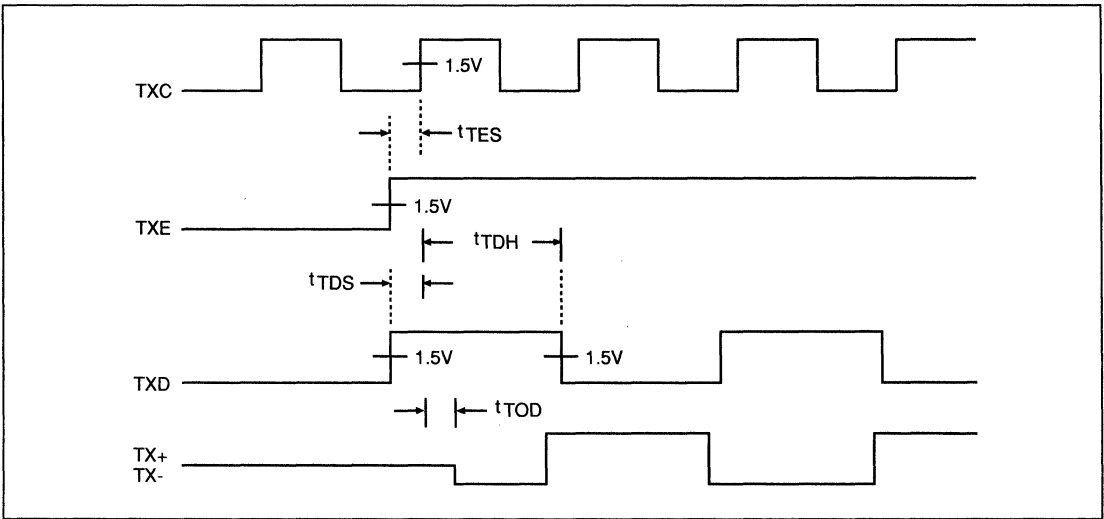 1.5V
TXC
tTES
1.5V
TXE
tTDH
tTDS
1.5V
1.5V
TXD
tTOD
TX+
TX-